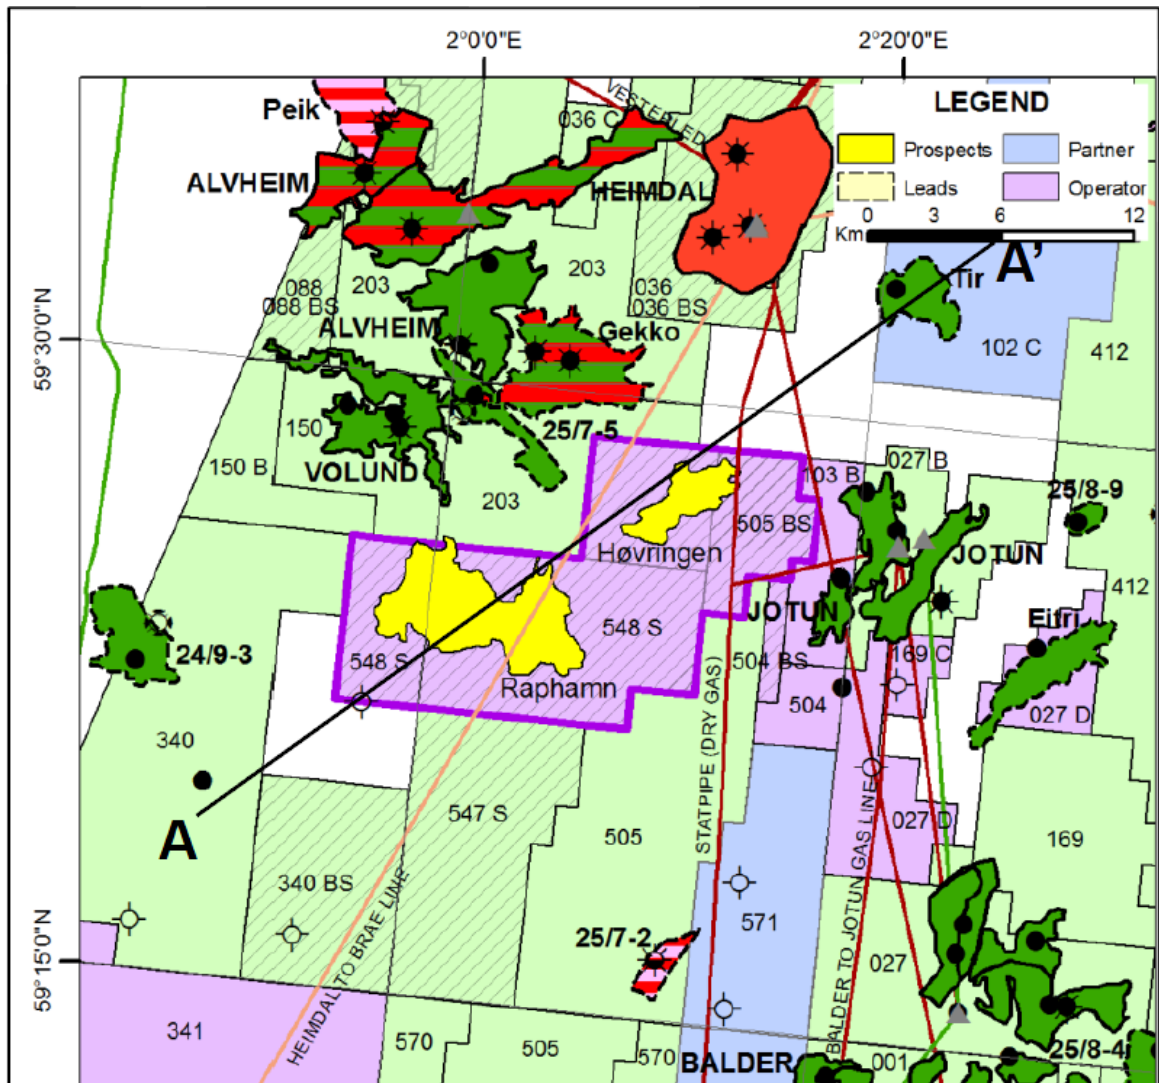 2°0'0"E
2°20'0"E
Peik
VESTERLED
036 C
LEGEND
Prospects
Partner
Leads
Operator
0 3 6 12
Km
ALVHEIM
HEIMDAL
A'
088
088 BS
203
203
036
036 BS
Tir
ALVHEIM
Gekko
102 C
412
59°30'0"N
150
25/7-5
150 B
VOLUND
203
103 B
027 B
25/8-9
505 BS
Høvringen
JOTUN
JOTUN
412
Eitri
548 S
24/9-3
548 S
504 BS
169 C
Raphamn
504
027 D
STATPIPE (DRY GAS)
340
547 S
505
A
027 D
169
340 BS
HEIMDAL TO BRAE LINE
BALDER TO JOTUN GAS LINE
571
25/7-2
027
59°15'0"N
341
570
505
570
BALDER
001
25/8-4